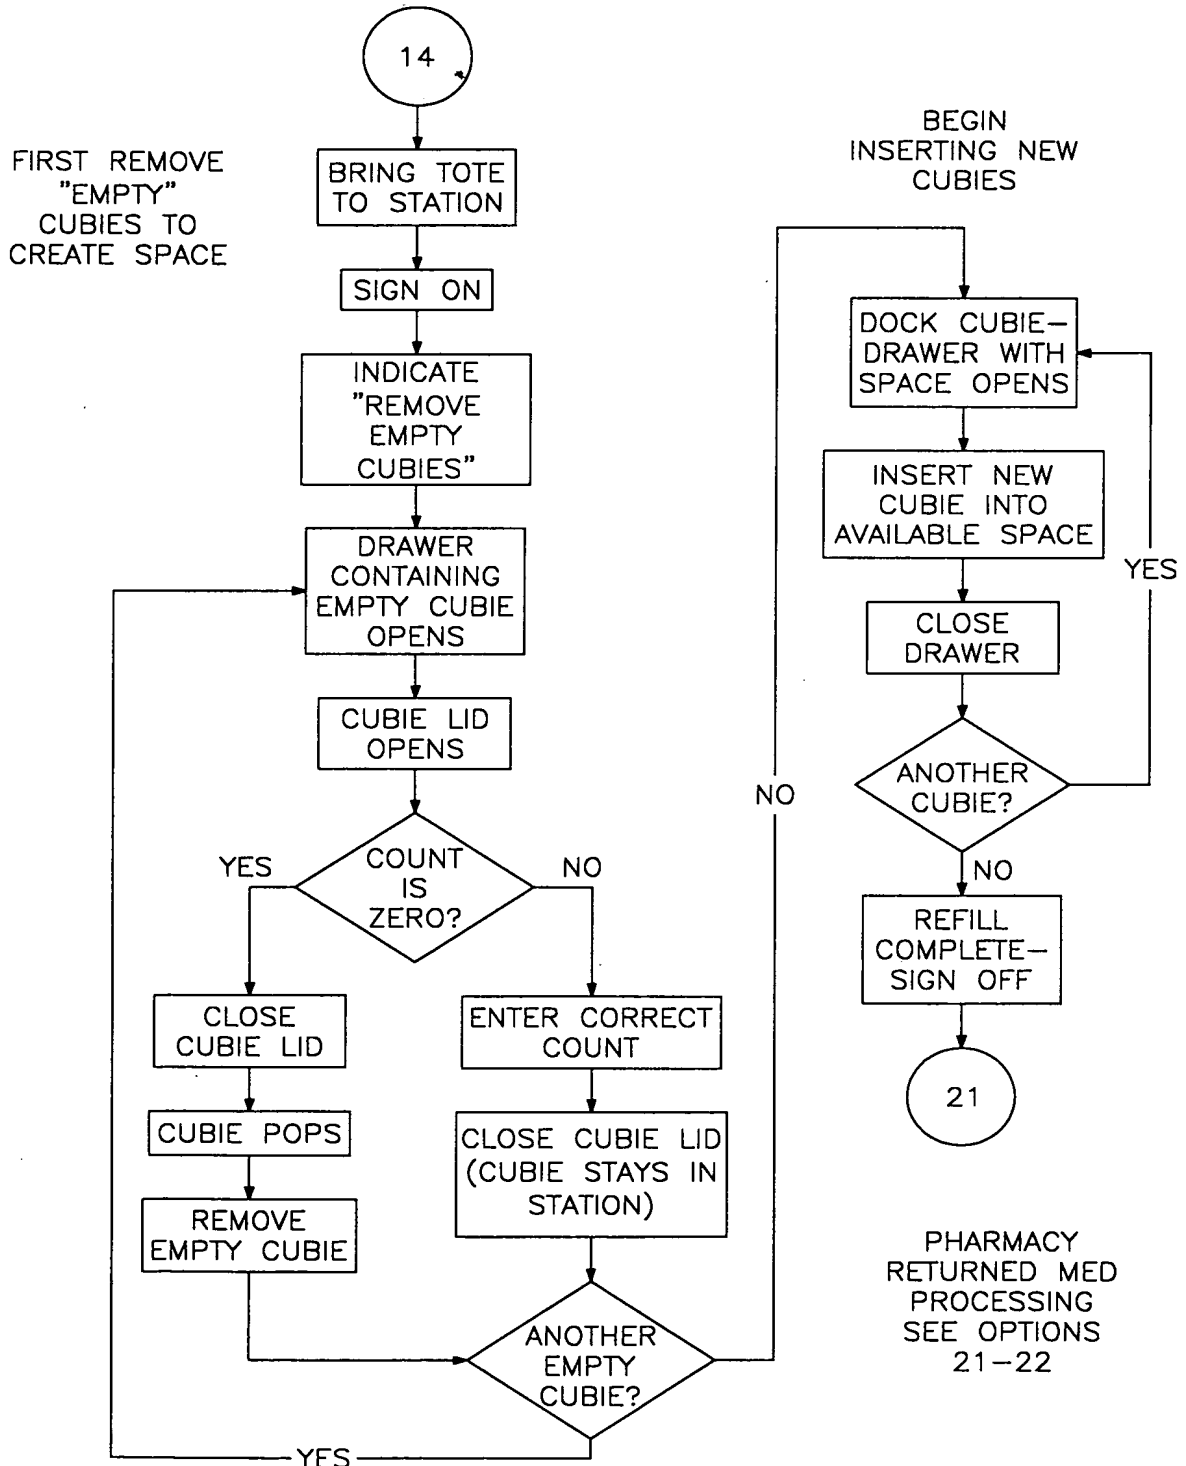 14
FIRST REMOVE
"EMPTY"
CUBIES TO
CREATE SPACE
BRING TOTE
TO STATION
SIGN ON
INDICATE
"REMOVE
EMPTY
CUBIES"
DRAWER
CONTAINING
EMPTY CUBIE
OPENS
CUBIE LID
OPENS
COUNT
IS
ZERO?
YES
NO
CLOSE
CUBIE LID
CUBIE POPS
REMOVE
EMPTY CUBIE
ENTER CORRECT
COUNT
CLOSE CUBIE LID
(CUBIE STAYS IN
STATION)
ANOTHER
EMPTY
CUBIE?
YES
NO
BEGIN
INSERTING NEW
CUBIES
DOCK CUBIE-
DRAWER WITH
SPACE OPENS
INSERT NEW
CUBIE INTO
AVAILABLE SPACE
CLOSE
DRAWER
ANOTHER
CUBIE?
YES
NO
REFILL
COMPLETE-
SIGN OFF
21
PHARMACY
RETURNED MED
PROCESSING
SEE OPTIONS
21-22